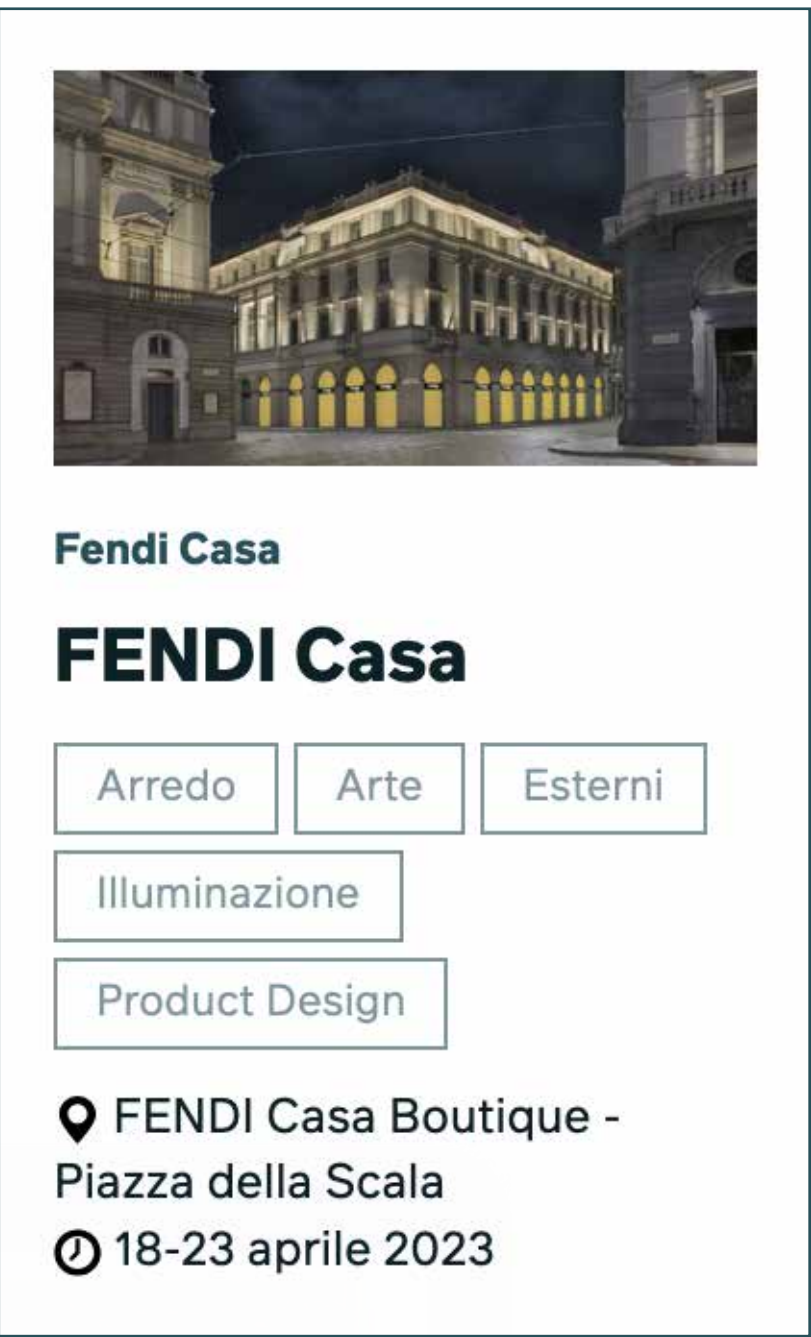 Fendi Casa
FENDI Casa
Arredo Arte Esterni
Illuminazione
Product Design
FENDI Casa Boutique -
Piazza della Scala
18-23 aprile 2023